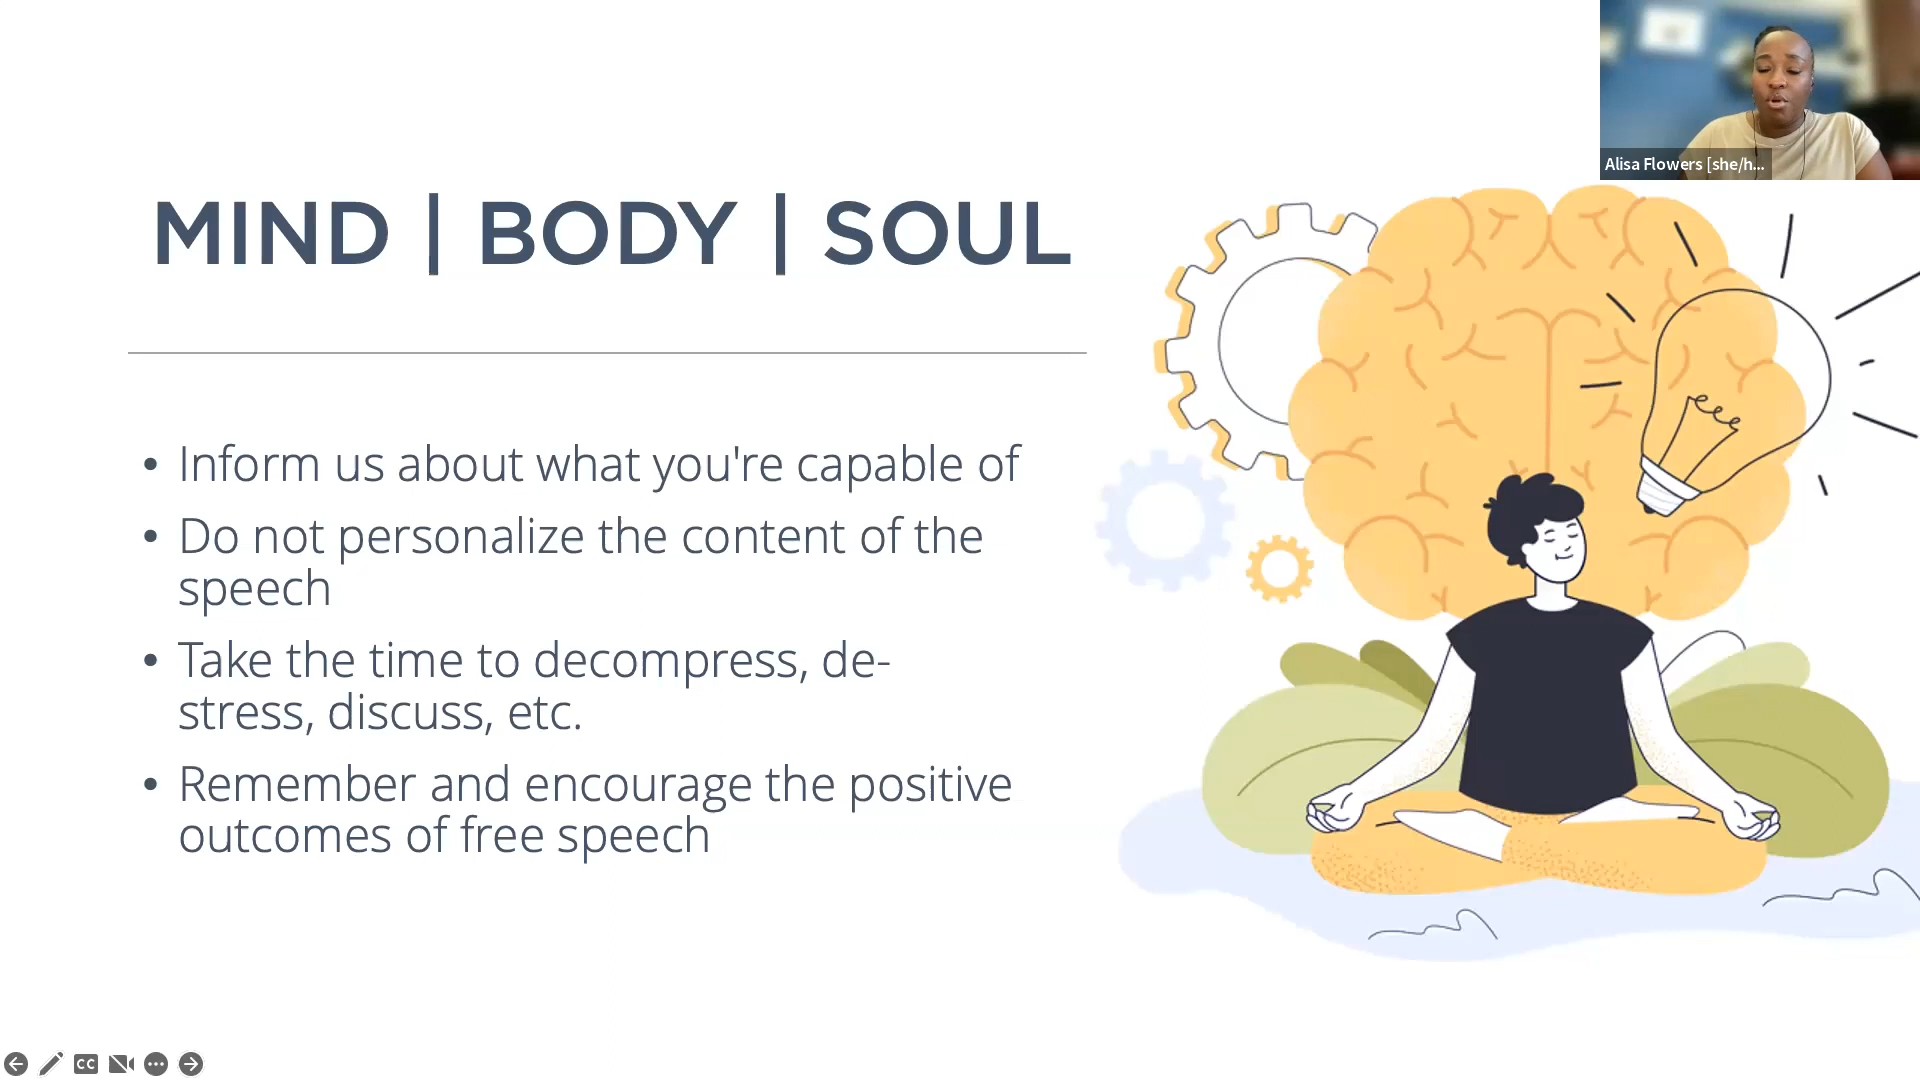 Alisa Flowers [she/h...
MIND | BODY | SOUL
• Inform us about what you're capable of
• Do not personalize the content of the
speech
• Take the time to decompress, de-
stress, discuss, etc.
• Remember and encourage the positive
outcomes of free speech
CC